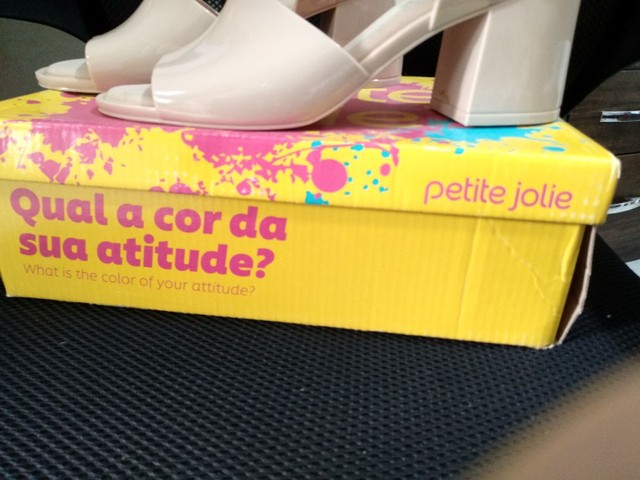 petite jolie
Qual a cor da
sua atitude?
What is the color of your attitude?